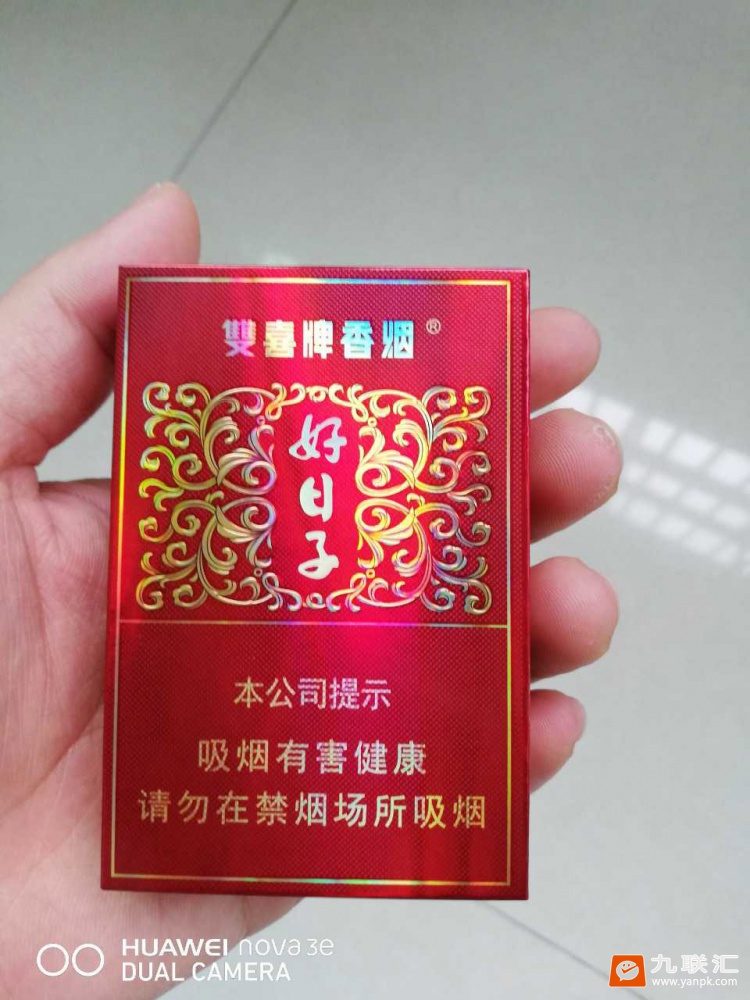 雙喜牌香烟®
好日子
本公司提示
吸烟有害健康
请勿在禁烟场所吸烟
HUAWEI nova 3e
DUAL CAMERA
九联汇
www.yanpk.com